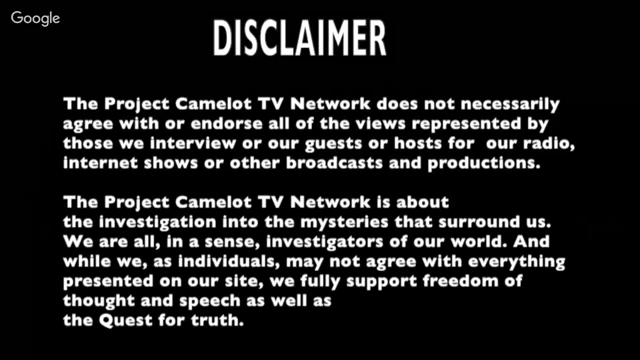 Google
DISCLAIMER
The Project Camelot TV Network does not necessarily
agree with or endorse all of the views represented by
those we interview or our guests or hosts for our radio,
internet shows or other broadcasts and productions.
The Project Camelot TV Network is about
the investigation into the mysteries that surround us.
We are all, in a sense, investigators of our world. And
while we, as individuals, may not agree with everything
presented on our site, we fully support freedom of
thought and speech as well as
the Quest for truth.